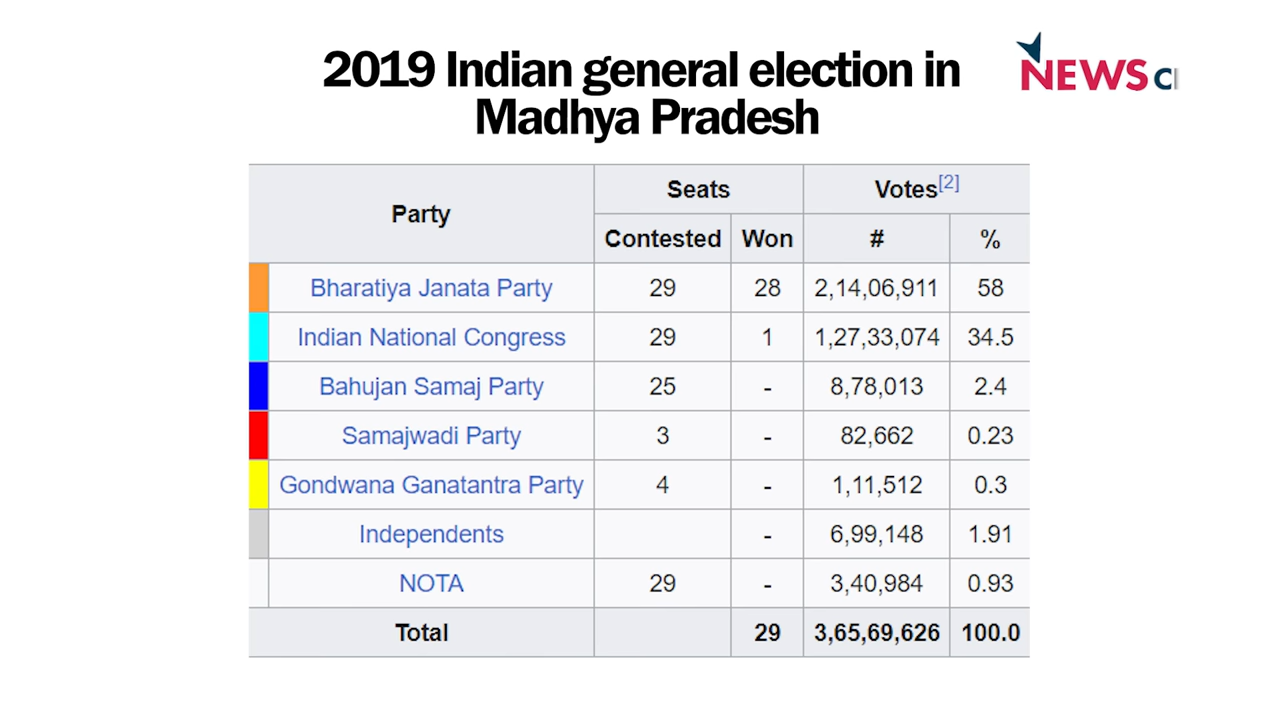 2019 Indian general election in
Madhya Pradesh
NEWS
Party Seats Votes[2]
Contested Won # %
Bharatiya Janata Party 29 28 2,14,06,911 58
Indian National Congress 29 1 1,27,33,074 34.5
Bahujan Samaj Party 25 - 8,78,013 2.4
Samajwadi Party 3 - 82,662 0.23
Gondwana Ganatantra Party 4 - 1,11,512 0.3
Independents - 6,99,148 1.91
NOTA 29 - 3,40,984 0.93
Total 29 3,65,69,626 100.0